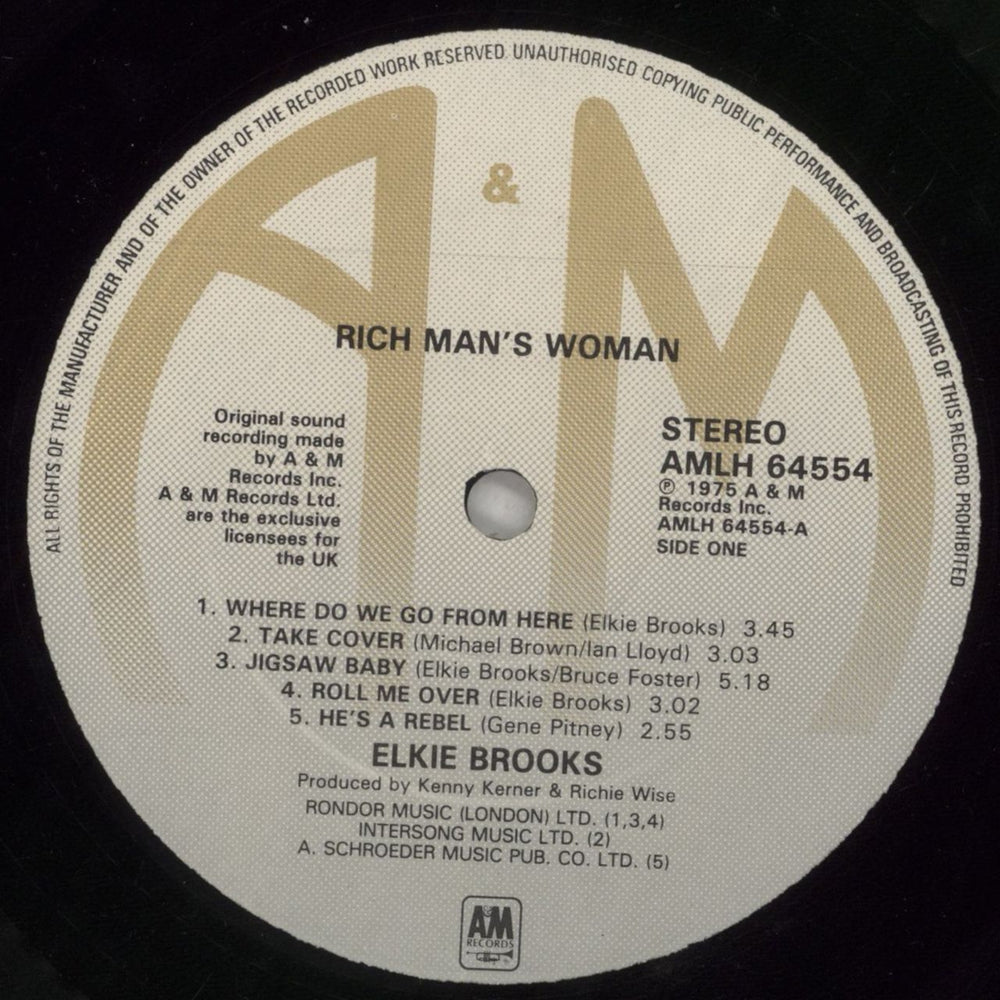 ALL RIGHTS OF THE MANUFACTURER AND OF THE OWNER OF THE RECORDED WORK RESERVED. UNAUTHORISED COPYING PUBLIC PERFORMANCE AND BROADCASTING OF THIS RECORD PROHIBITED
A & M
RICH MAN'S WOMAN
Original sound
recording made
by A & M
Records Inc.
A & M Records Ltd.
are the exclusive
licensees for
the UK
STEREO
AMLH 64554
℗ 1975 A & M
Records Inc.
AMLH 64554-A
SIDE ONE
1. WHERE DO WE GO FROM HERE (Elkie Brooks) 3.45
2. TAKE COVER (Michael Brown/Ian Lloyd) 3.03
3. JIGSAW BABY (Elkie Brooks/Bruce Foster) 5.18
4. ROLL ME OVER (Elkie Brooks) 3.02
5. HE'S A REBEL (Gene Pitney) 2.55
ELKIE BROOKS
Produced by Kenny Kerner & Richie Wise
RONDOR MUSIC (LONDON) LTD. (1,3,4)
INTERSONG MUSIC LTD. (2)
A. SCHROEDER MUSIC PUB. CO. LTD. (5)
A&M
RECORDS